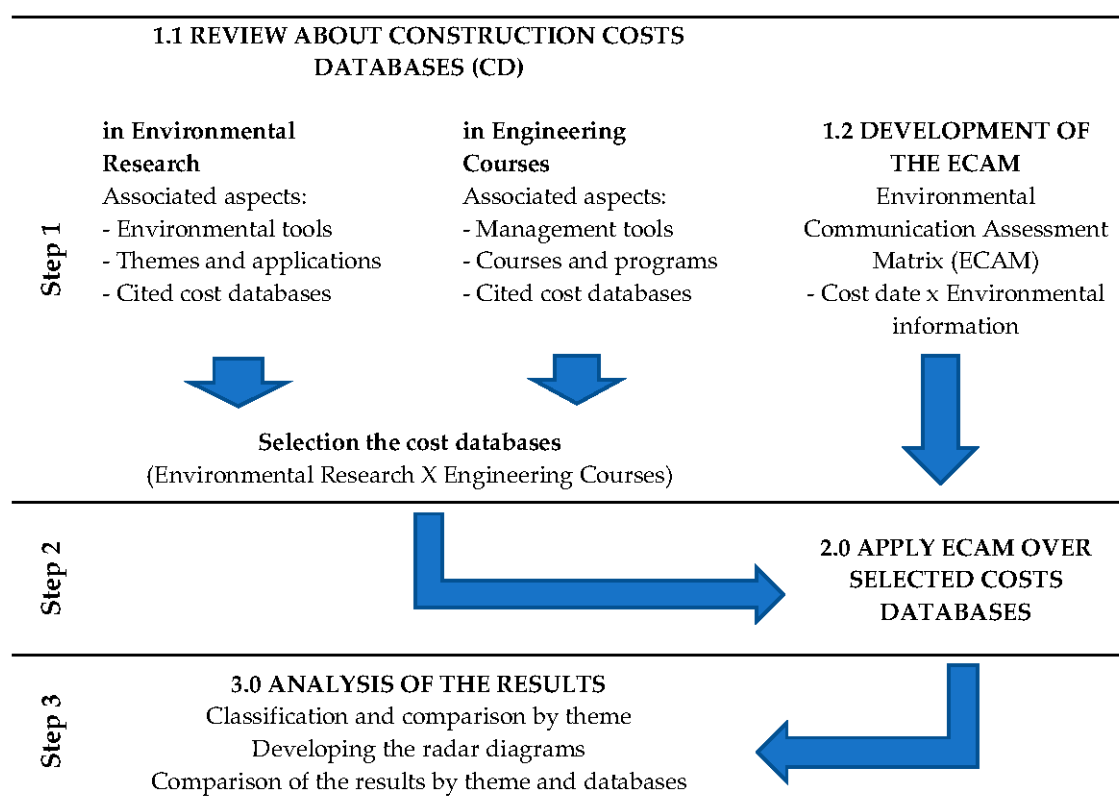 1.1 REVIEW ABOUT CONSTRUCTION COSTS
DATABASES (CD)
Step 1
in Environmental
Research
Associated aspects:
- Environmental tools
- Themes and applications
- Cited cost databases
in Engineering
Courses
Associated aspects:
- Management tools
- Courses and programs
- Cited cost databases
1.2 DEVELOPMENT OF
THE ECAM
Environmental
Communication Assessment
Matrix (ECAM)
- Cost date x Environmental
information
Selection the cost databases
(Environmental Research X Engineering Courses)
Step 2
2.0 APPLY ECAM OVER
SELECTED COSTS
DATABASES
Step 3
3.0 ANALYSIS OF THE RESULTS
Classification and comparison by theme
Developing the radar diagrams
Comparison of the results by theme and databases